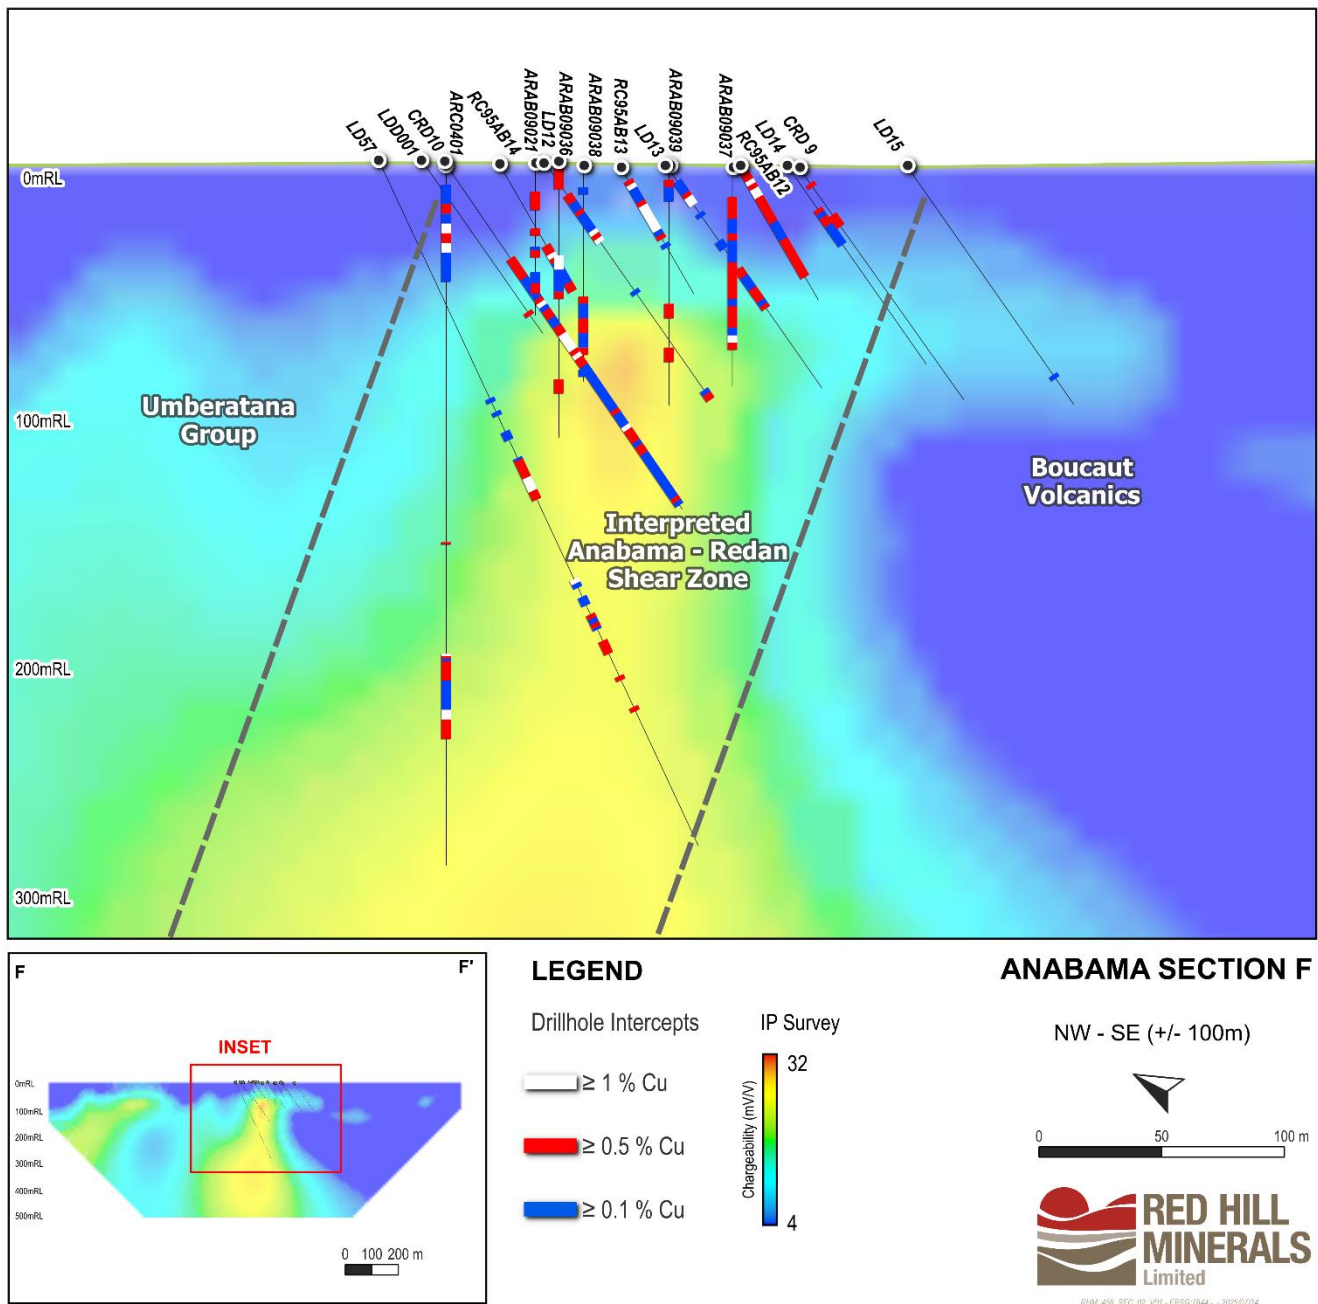 LD57
LDD001
CRD10
ARC0401
RC95AB14
ARAB09021
LD12
ARAB09036
ARAB09038
RC95AB13
LD13
ARAB09039
ARAB09037
RC95AB12
LD14
CRD 9
LD15
0mRL
100mRL
200mRL
300mRL
Umberatana
Group
Interpreted
Anabama - Redan
Shear Zone
Boucaut
Volcanics
F
F'
INSET
0mRL
100mRL
200mRL
300mRL
400mRL
500mRL
0 100 200 m
LEGEND
Drillhole Intercepts
≥ 1 % Cu
≥ 0.5 % Cu
≥ 0.1 % Cu
IP Survey
32
Chargeability (mV/V)
4
ANABAMA SECTION F
NW - SE (+/- 100m)
0 50 100 m
RED HILL
MINERALS
Limited